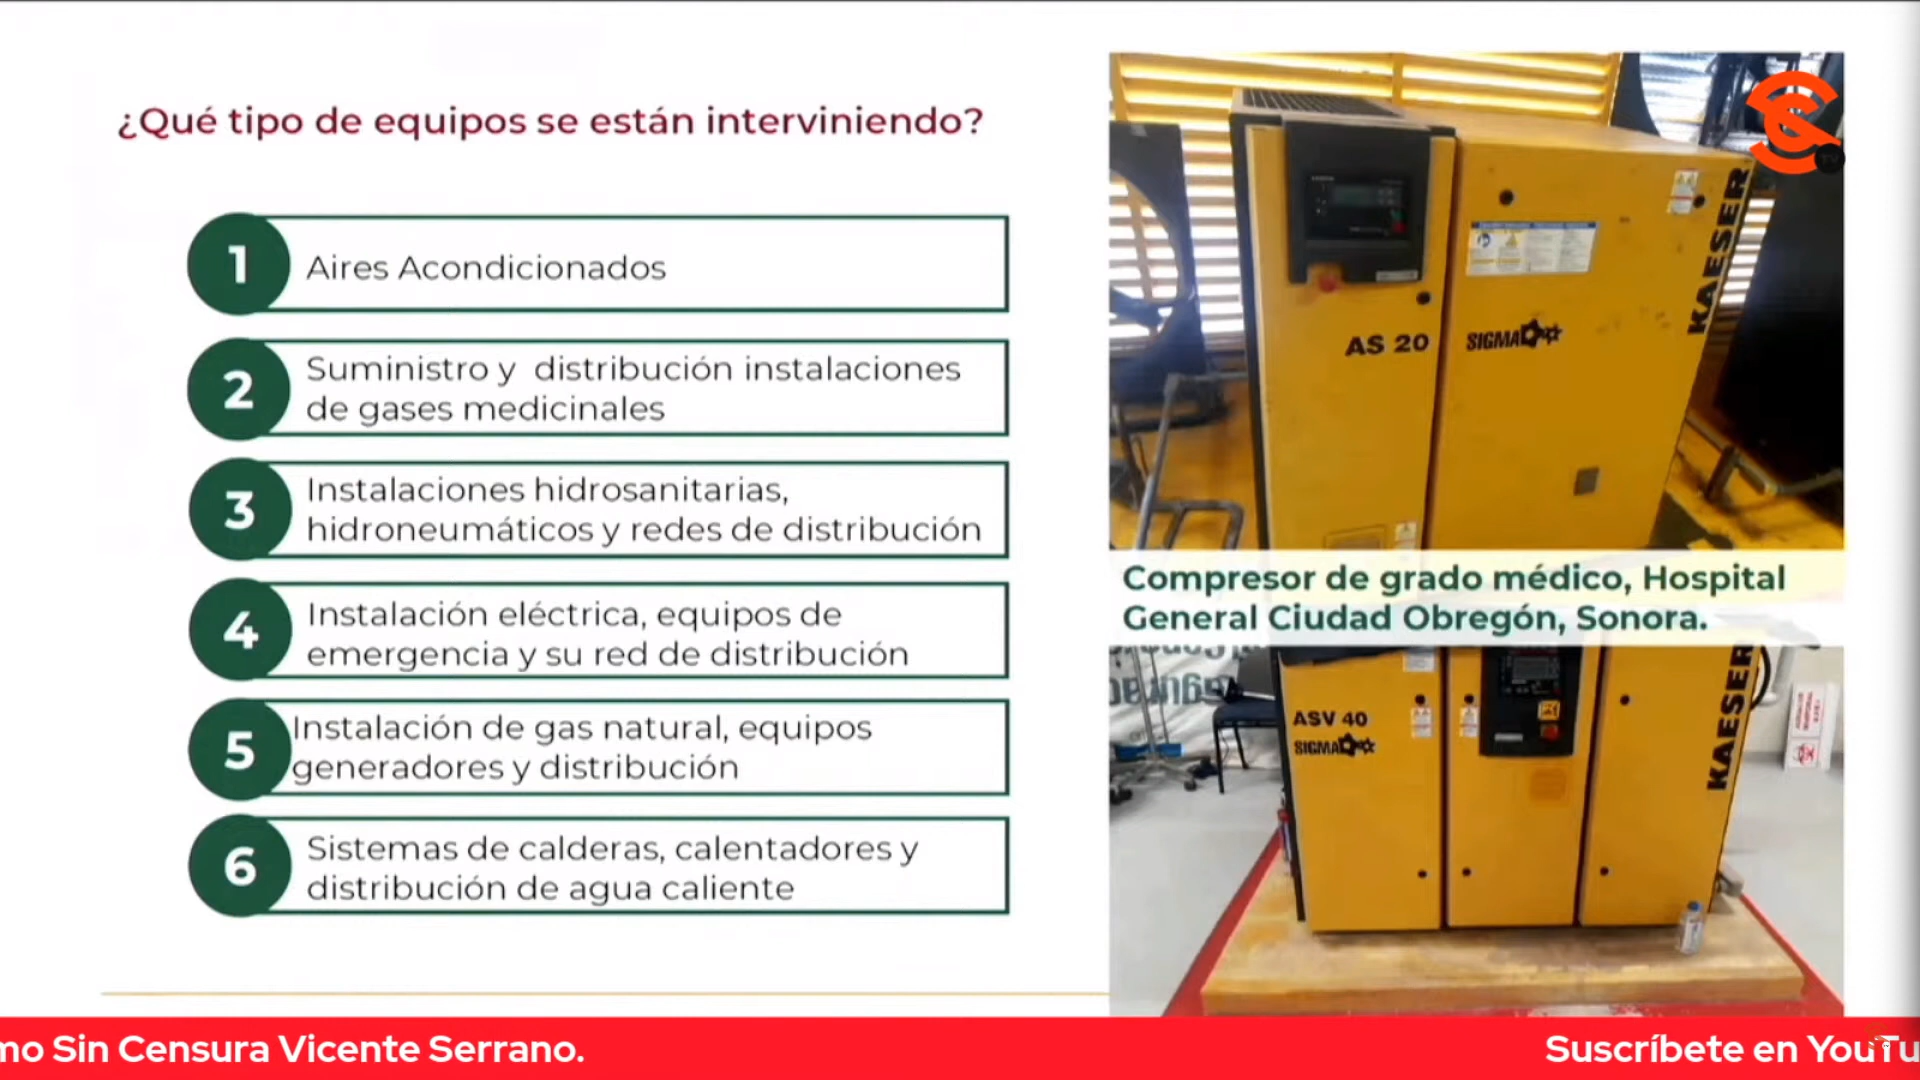 ¿Qué tipo de equipos se están interviniendo?
1
Aires Acondicionados
2
Suministro y distribución instalaciones
de gases medicinales
3
Instalaciones hidrosanitarias,
hidroneumáticos y redes de distribución
4
Instalación eléctrica, equipos de
emergencia y su red de distribución
5
Instalación de gas natural, equipos
generadores y distribución
6
Sistemas de calderas, calentadores y
distribución de agua caliente
KAESER
AS 20
SIGMA
Compresor de grado médico, Hospital
General Ciudad Obregón, Sonora.
ASV 40
SIGMA
KAESER
mo Sin Censura Vicente Serrano.
Suscríbete en YouTu